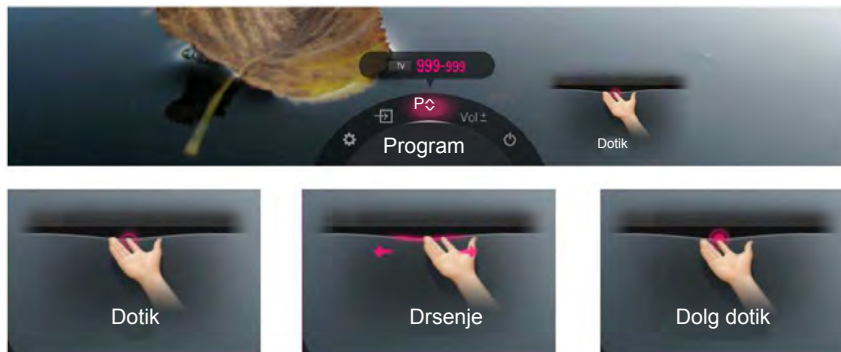 TV 999-999
P
Vol ±
Program
Dotik
Dotik
Drsenje
Dolg dotik